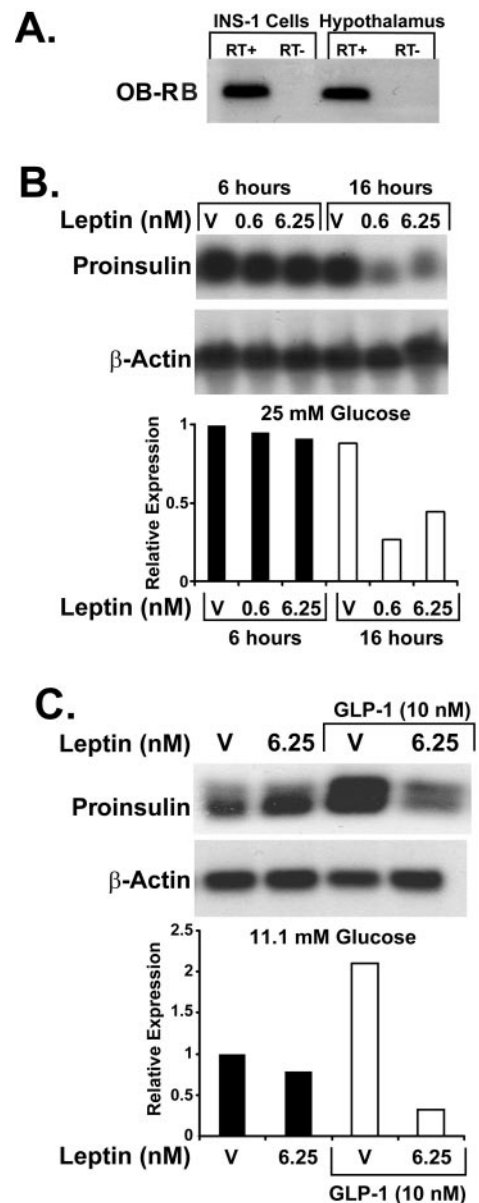 A.
INS-1 Cells Hypothalamus
RT+ RT- RT+ RT-
OB-RB
B.
6 hours 16 hours
Leptin (nM) V 0.6 6.25 V 0.6 6.25
Proinsulin
β-Actin
25 mM Glucose
Relative Expression
1
0.5
0
Leptin (nM) V 0.6 6.25 V 0.6 6.25
6 hours 16 hours
C.
GLP-1 (10 nM)
Leptin (nM) V 6.25 V 6.25
Proinsulin
β-Actin
11.1 mM Glucose
Relative Expression
2.5
2
1.5
1
0.5
0
Leptin (nM) V 6.25 V 6.25
GLP-1 (10 nM)